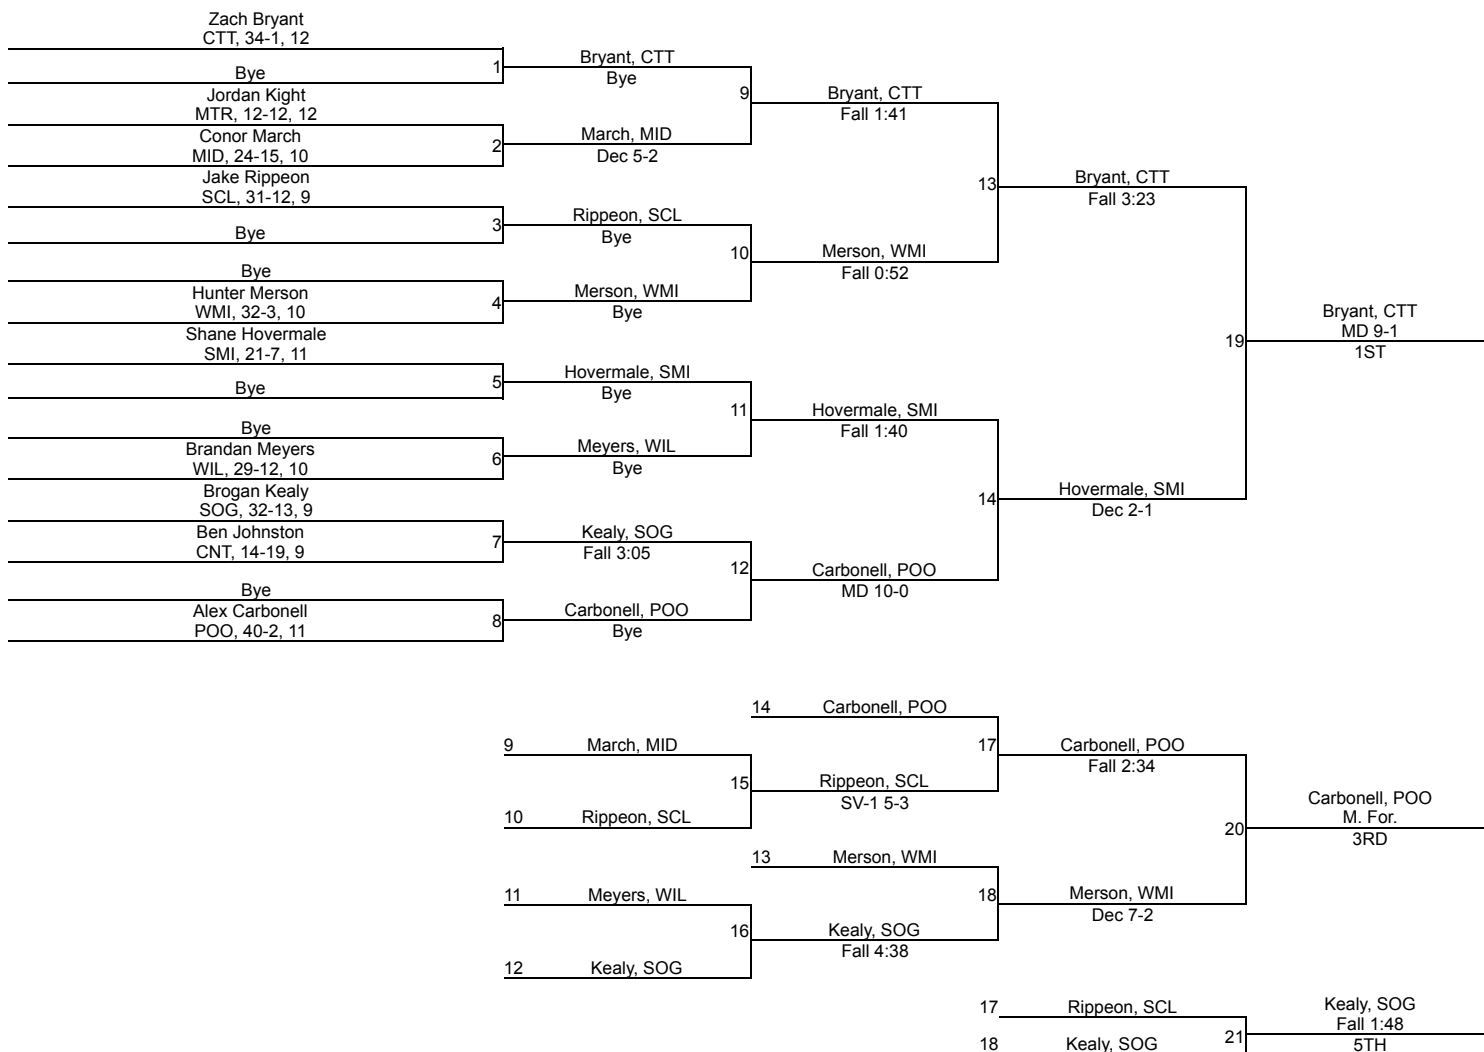 Zach Bryant
CTT, 34-1, 12
Bye
1
Jordan Kight
MTR, 12-12, 12
Conor March
MID, 24-15, 10
2
Jake Rippeon
SCL, 31-12, 9
Bye
3
Bye
Hunter Merson
WMI, 32-3, 10
4
Shane Hovermale
SMI, 21-7, 11
Bye
5
Bye
Brandan Meyers
WIL, 29-12, 10
6
Brogan Kealy
SOG, 32-13, 9
Ben Johnston
CNT, 14-19, 9
7
Bye
Alex Carbonell
POO, 40-2, 11
8
Bryant, CTT
Bye
9
March, MID
Dec 5-2
Rippeon, SCL
Bye
10
Merson, WMI
Bye
Hovermale, SMI
Bye
11
Meyers, WIL
Bye
Kealy, SOG
Fall 3:05
12
Carbonell, POO
Bye
Bryant, CTT
Fall 1:41
13
Merson, WMI
Fall 0:52
Hovermale, SMI
Fall 1:40
14
Carbonell, POO
MD 10-0
Bryant, CTT
Fall 3:23
19
Hovermale, SMI
Dec 2-1
Bryant, CTT
MD 9-1
1ST
14 Carbonell, POO
9 March, MID
17
15
Rippeon, SCL
SV-1 5-3
10 Rippeon, SCL
Carbonell, POO
Fall 2:34
13 Merson, WMI
11 Meyers, WIL
18
16
Kealy, SOG
Fall 4:38
12 Kealy, SOG
Merson, WMI
Dec 7-2
20
Carbonell, POO
M. For.
3RD
17 Rippeon, SCL
18 Kealy, SOG
21
Kealy, SOG
Fall 1:48
5TH